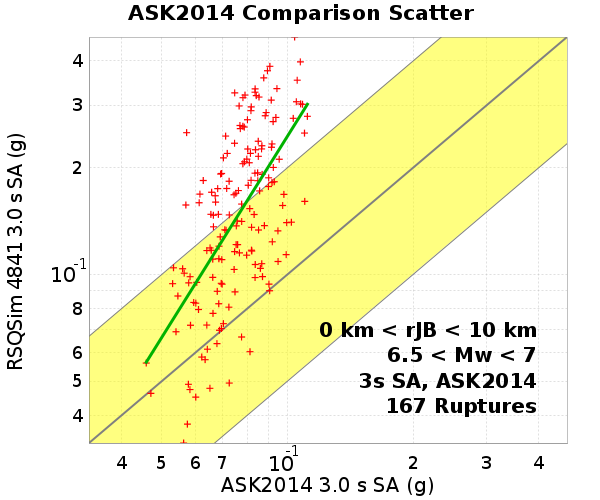 ASK2014 Comparison Scatter
RSQSim 4841 3.0 s SA (g)
4
3
2
10-1
8
6
5
4
0 km < rJB < 10 km
6.5 < Mw < 7
3s SA, ASK2014
167 Ruptures
4 5 6 7 10-1 2 3 4
ASK2014 3.0 s SA (g)